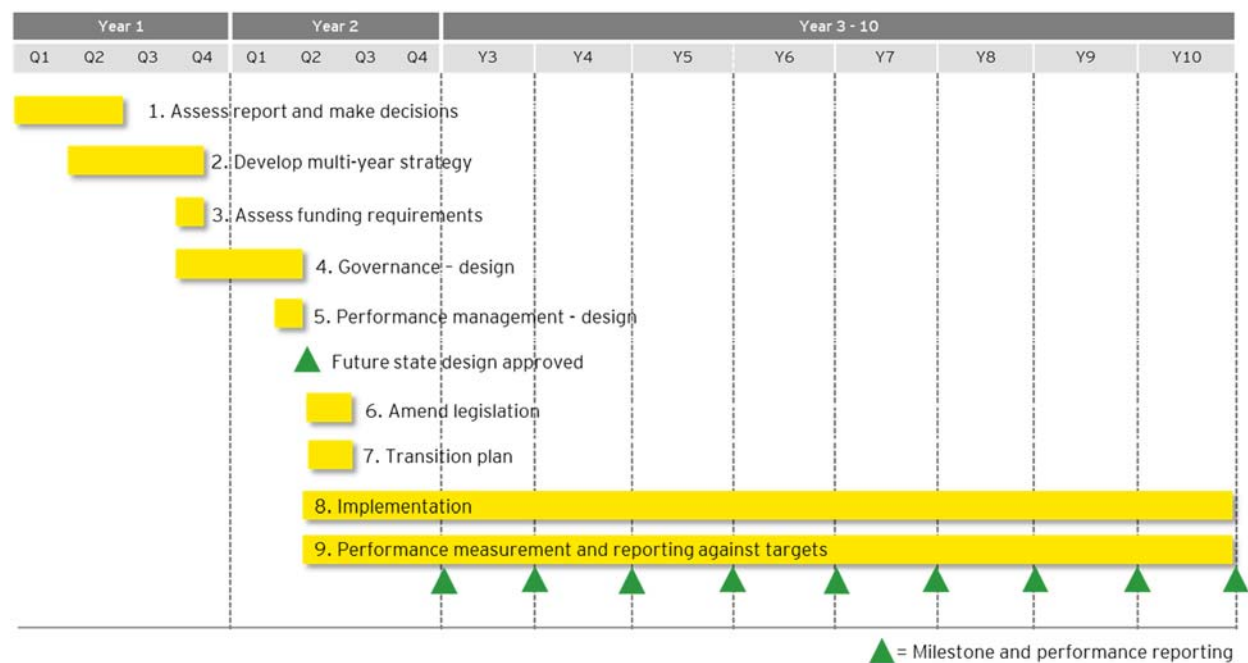 Year 1 Year 2 Year 3 - 10
Q1 Q2 Q3 Q4 Q1 Q2 Q3 Q4 Y3 Y4 Y5 Y6 Y7 Y8 Y9 Y10
1. Assess report and make decisions
2. Develop multi-year strategy
3. Assess funding requirements
4. Governance - design
5. Performance management - design
Future state design approved
6. Amend legislation
7. Transition plan
8. Implementation
9. Performance measurement and reporting against targets
= Milestone and performance reporting